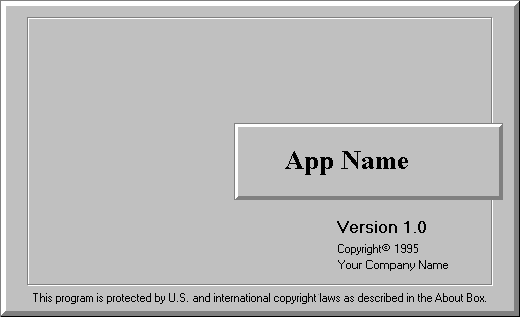 App Name
Version 1.0
Copyright© 1995
Your Company Name
This program is protected by U.S. and international copyright laws as described in the About Box.